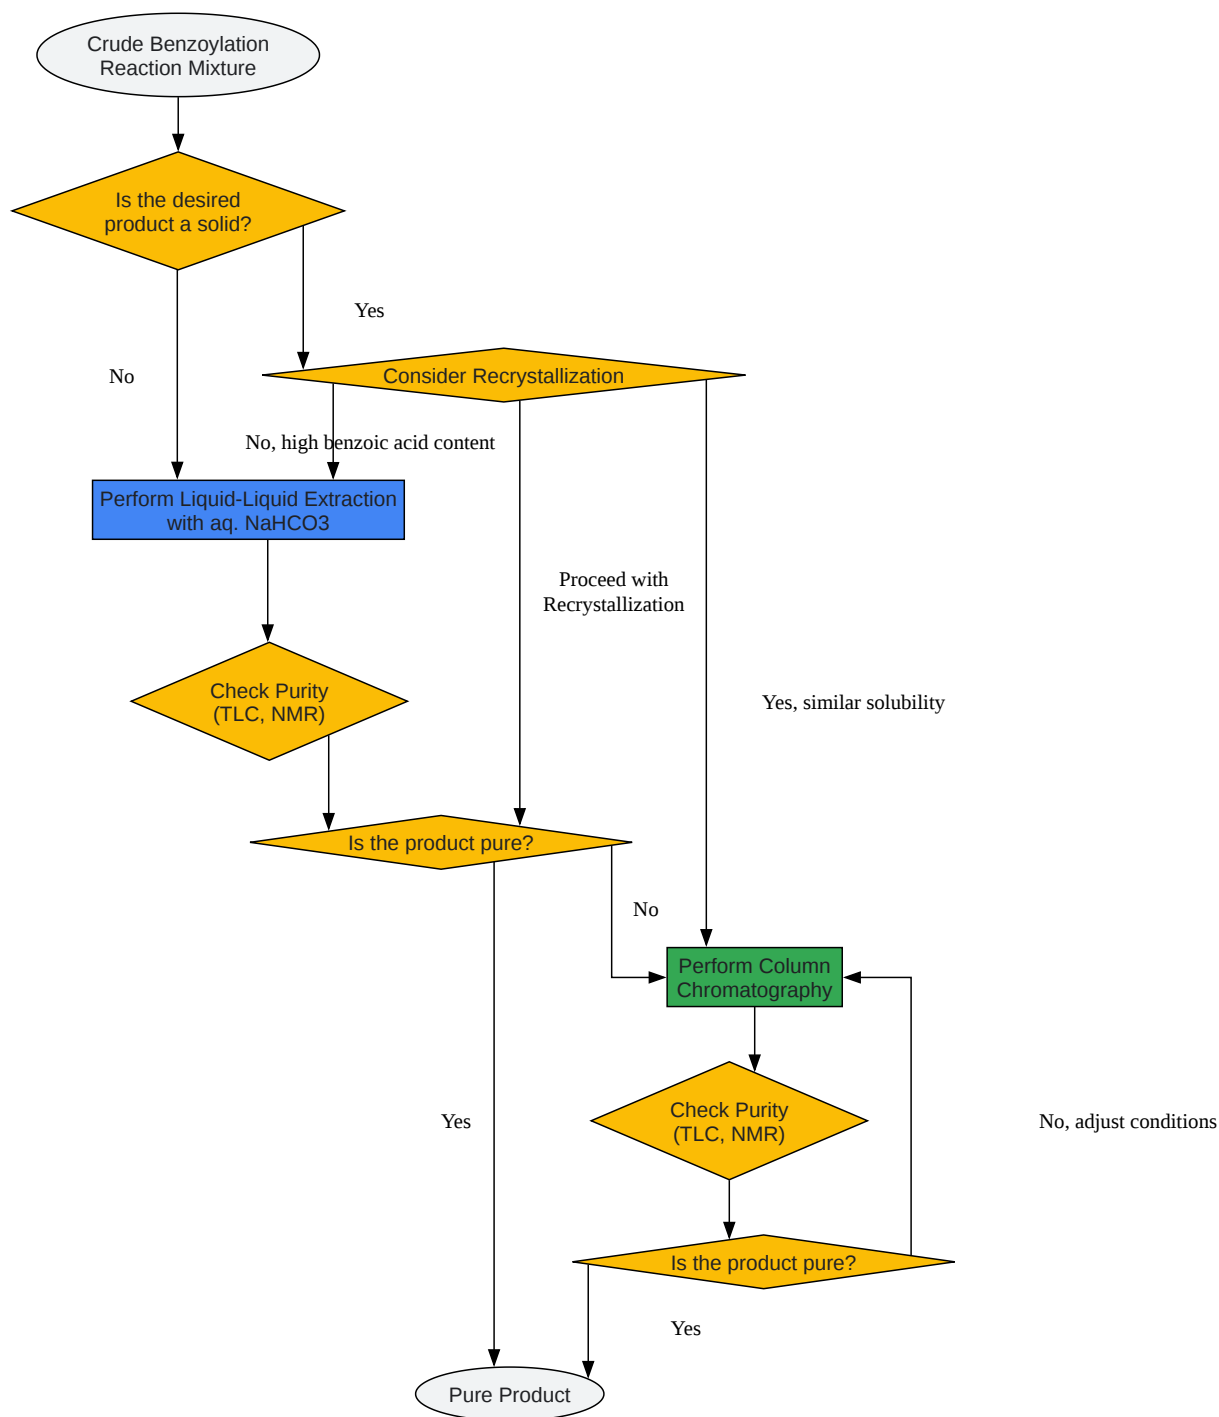 Crude Benzoylation
Reaction Mixture
Is the desired
product a solid?
Yes
No
Consider Recrystallization
No, high benzoic acid content
Perform Liquid-Liquid Extraction
with aq. NaHCO3
Proceed with
Recrystallization
Check Purity
(TLC, NMR)
Yes, similar solubility
Is the product pure?
No
Perform Column
Chromatography
Check Purity
(TLC, NMR)
Yes
No, adjust conditions
Is the product pure?
Yes
Pure Product